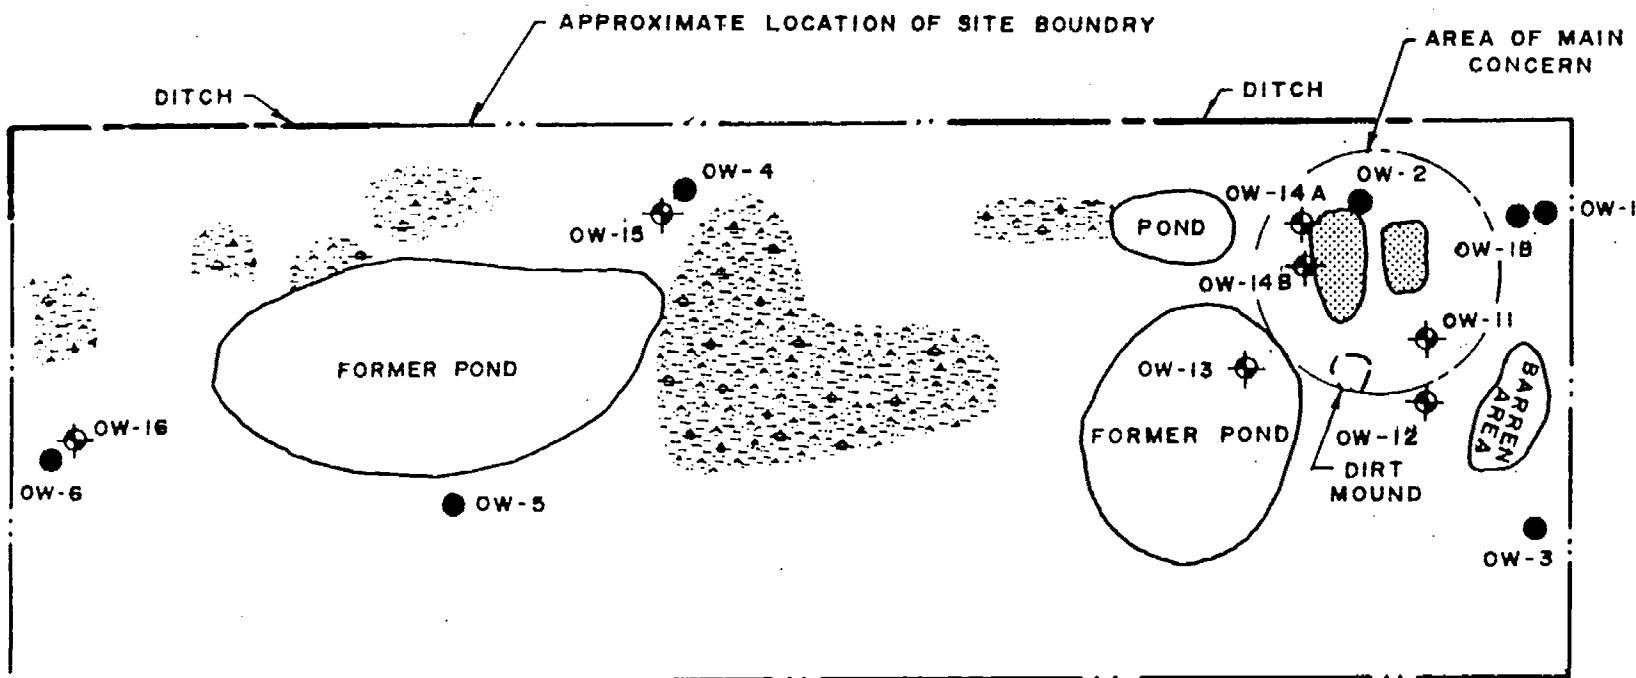 APPROXIMATE LOCATION OF SITE BOUNDRY
AREA OF MAIN
CONCERN
DITCH
DITCH
OW-4
OW-2
OW-14A
OW-1
OW-15
POND
OW-1B
OW-14B
OW-11
FORMER POND
OW-13
BARREN
AREA
OW-16
FORMER POND
OW-12
DIRT
MOUND
OW-6
OW-5
OW-3